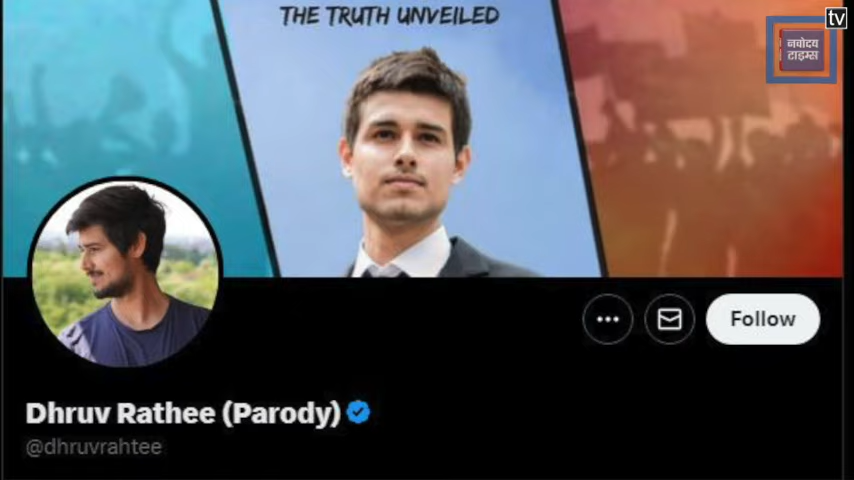 THE TRUTH UNVEILED
tv
नवोदय
टाइम्स
Follow
Dhruv Rathee (Parody)
@dhruvrahtee